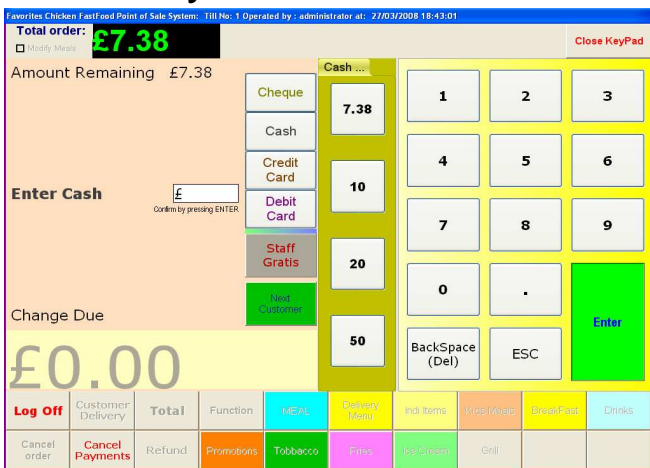 Favorites Chicken FastFood Point of Sale System: Till No: 1 Operated by : administrator at: 27/03/2008 18:43:01
Total order: £7.38
Modify Meals
Close KeyPad
Amount Remaining £7.38
Cheque
Cash
Credit
Card
Debit
Card
Staff
Gratis
Next
Customer
Enter Cash £
Confirm by pressing ENTER
Change Due
£0.00
Cash ...
7.38
10
20
50
1 2 3
4 5 6
7 8 9
0 .
Enter
BackSpace
(Del)
ESC
Log Off
Customer
Delivery
Total
Function
MEAL
Delivery
Menu
Indi Items
Kids Meals
BreakFast
Drinks
Cancel
order
Cancel
Payments
Refund
Promotions
Tobbacco
Fries
Ice Cream
Grill